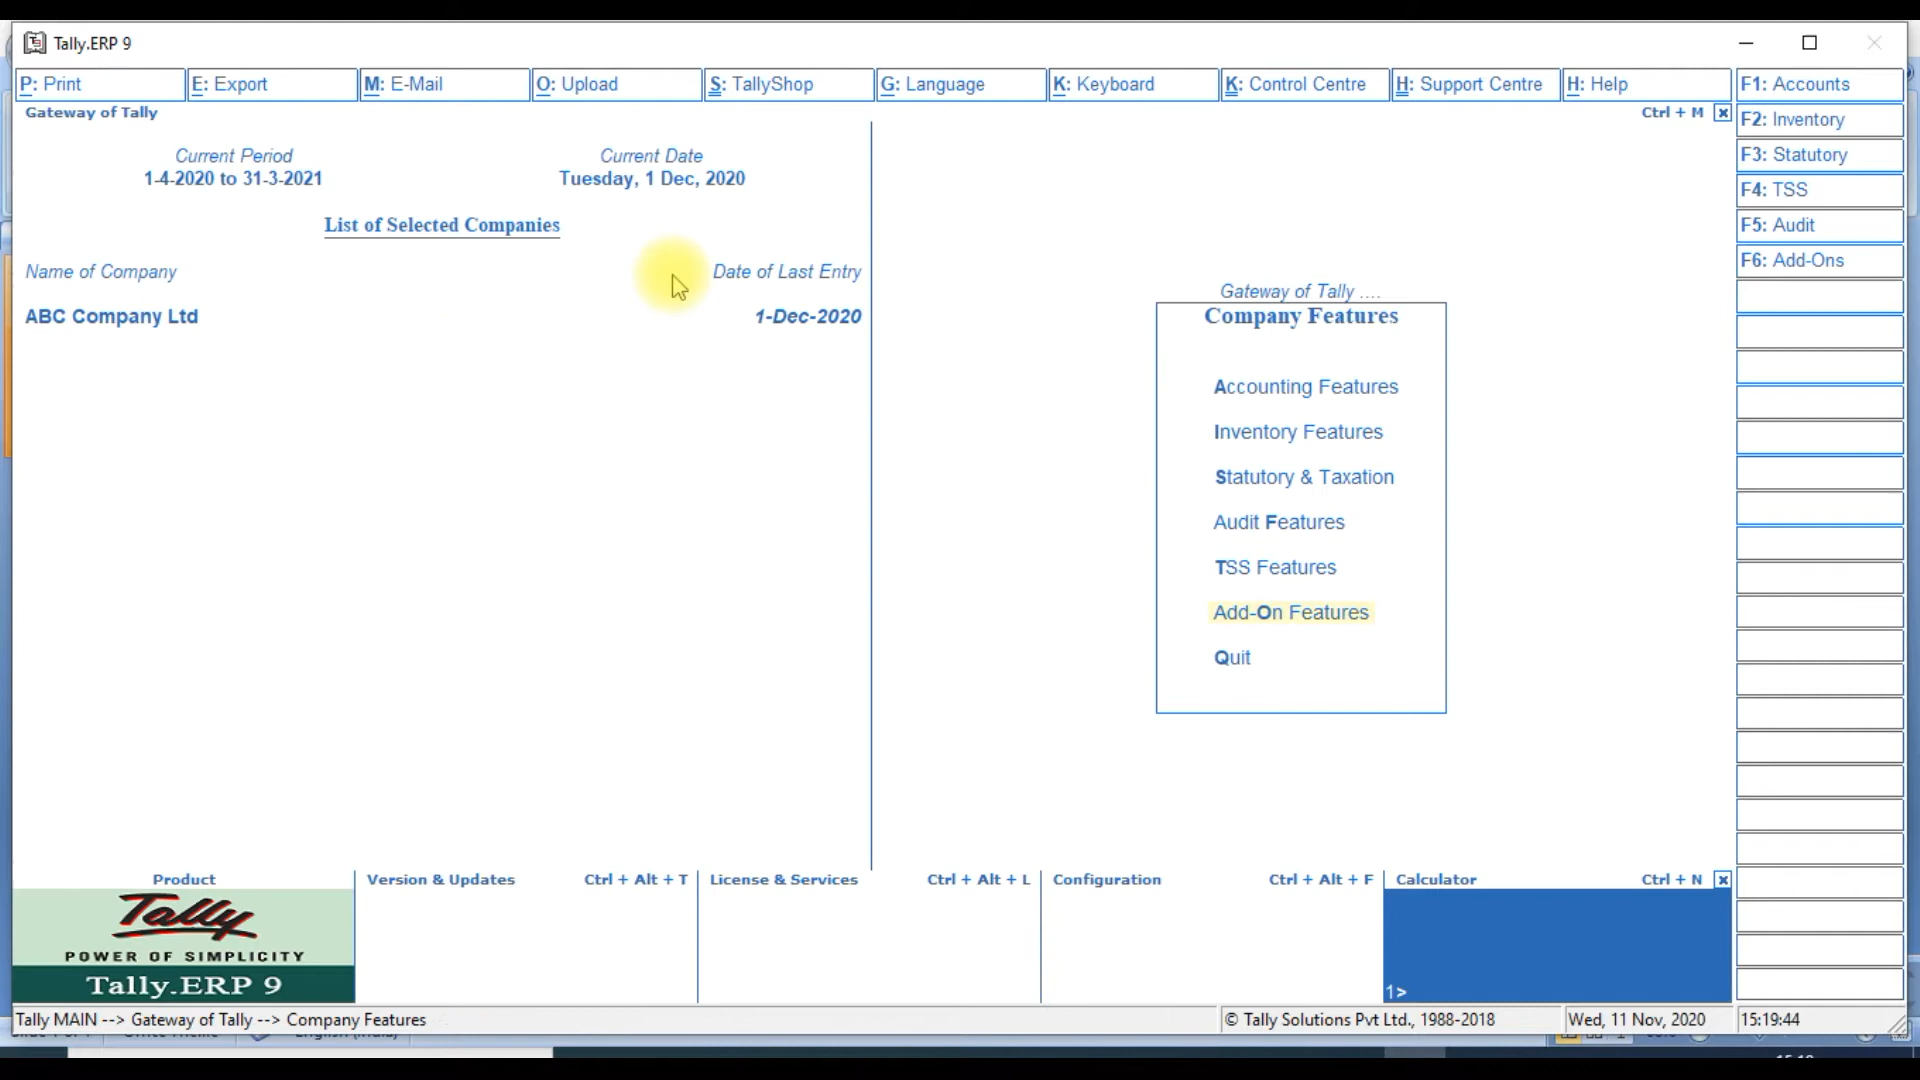 Tally.ERP 9
P: Print E: Export M: E-Mail O: Upload S: TallyShop G: Language K: Keyboard K: Control Centre H: Support Centre H: Help
F1: Accounts
F2: Inventory
F3: Statutory
F4: TSS
F5: Audit
F6: Add-Ons
Gateway of Tally Ctrl + M
Current Period Current Date
1-4-2020 to 31-3-2021 Tuesday, 1 Dec, 2020
List of Selected Companies
Name of Company Date of Last Entry
ABC Company Ltd 1-Dec-2020
Gateway of Tally ....
Company Features
Accounting Features
Inventory Features
Statutory & Taxation
Audit Features
TSS Features
Add-On Features
Quit
Product Version & Updates Ctrl + Alt + T License & Services Ctrl + Alt + L Configuration Ctrl + Alt + F Calculator Ctrl + N
Tally
POWER OF SIMPLICITY
Tally.ERP 9
1>
Tally MAIN --> Gateway of Tally --> Company Features © Tally Solutions Pvt Ltd., 1988-2018 Wed, 11 Nov, 2020 15:19:44